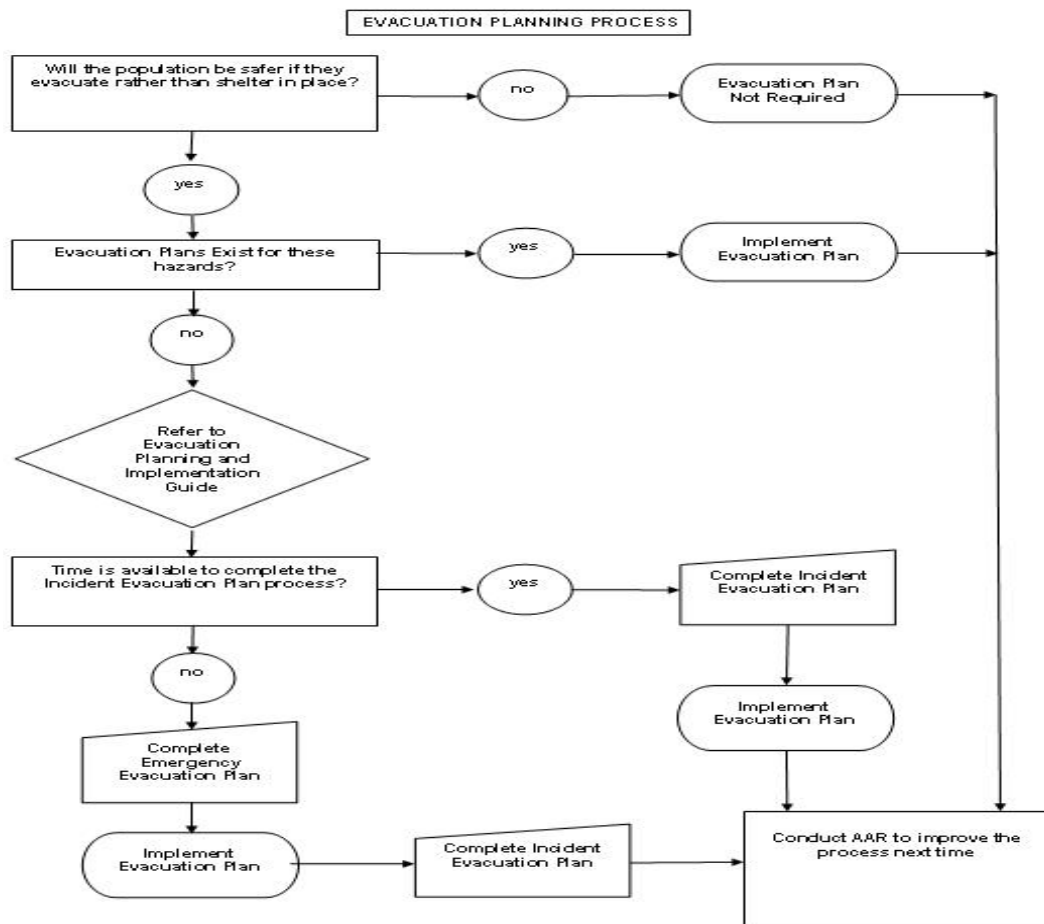 EVACUATION PLANNING PROCESS
Will the population be safer if they
evacuate rather than shelter in place?
no
Evacuation Plan
Not Required
yes
Evacuation Plans Exist for these
hazards?
yes
Implement
Evacuation Plan
no
Refer to
Evacuation
Planning and
Implementation
Guide
Time is available to complete the
Incident Evacuation Plan process?
yes
Complete Incident
Evacuation Plan
no
Implement
Evacuation Plan
Complete
Emergency
Evacuation Plan
Implement
Evacuation Plan
Complete Incident
Evacuation Plan
Conduct AAR to improve the
process next time